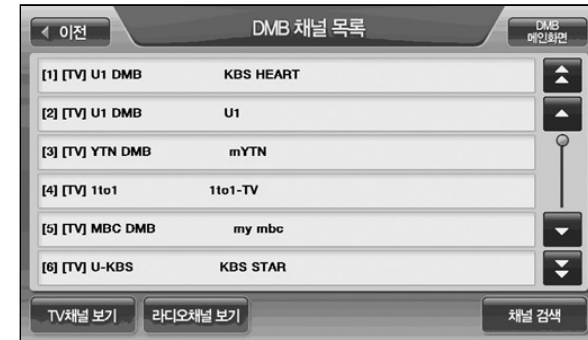 이전
DMB 채널 목록
DMB
메인화면
[1] [TV] U1 DMB KBS HEART
[2] [TV] U1 DMB U1
[3] [TV] YTN DMB mYTN
[4] [TV] 1to1 1to1-TV
[5] [TV] MBC DMB my mbc
[6] [TV] U-KBS KBS STAR
TV채널 보기
라디오채널 보기
채널 검색